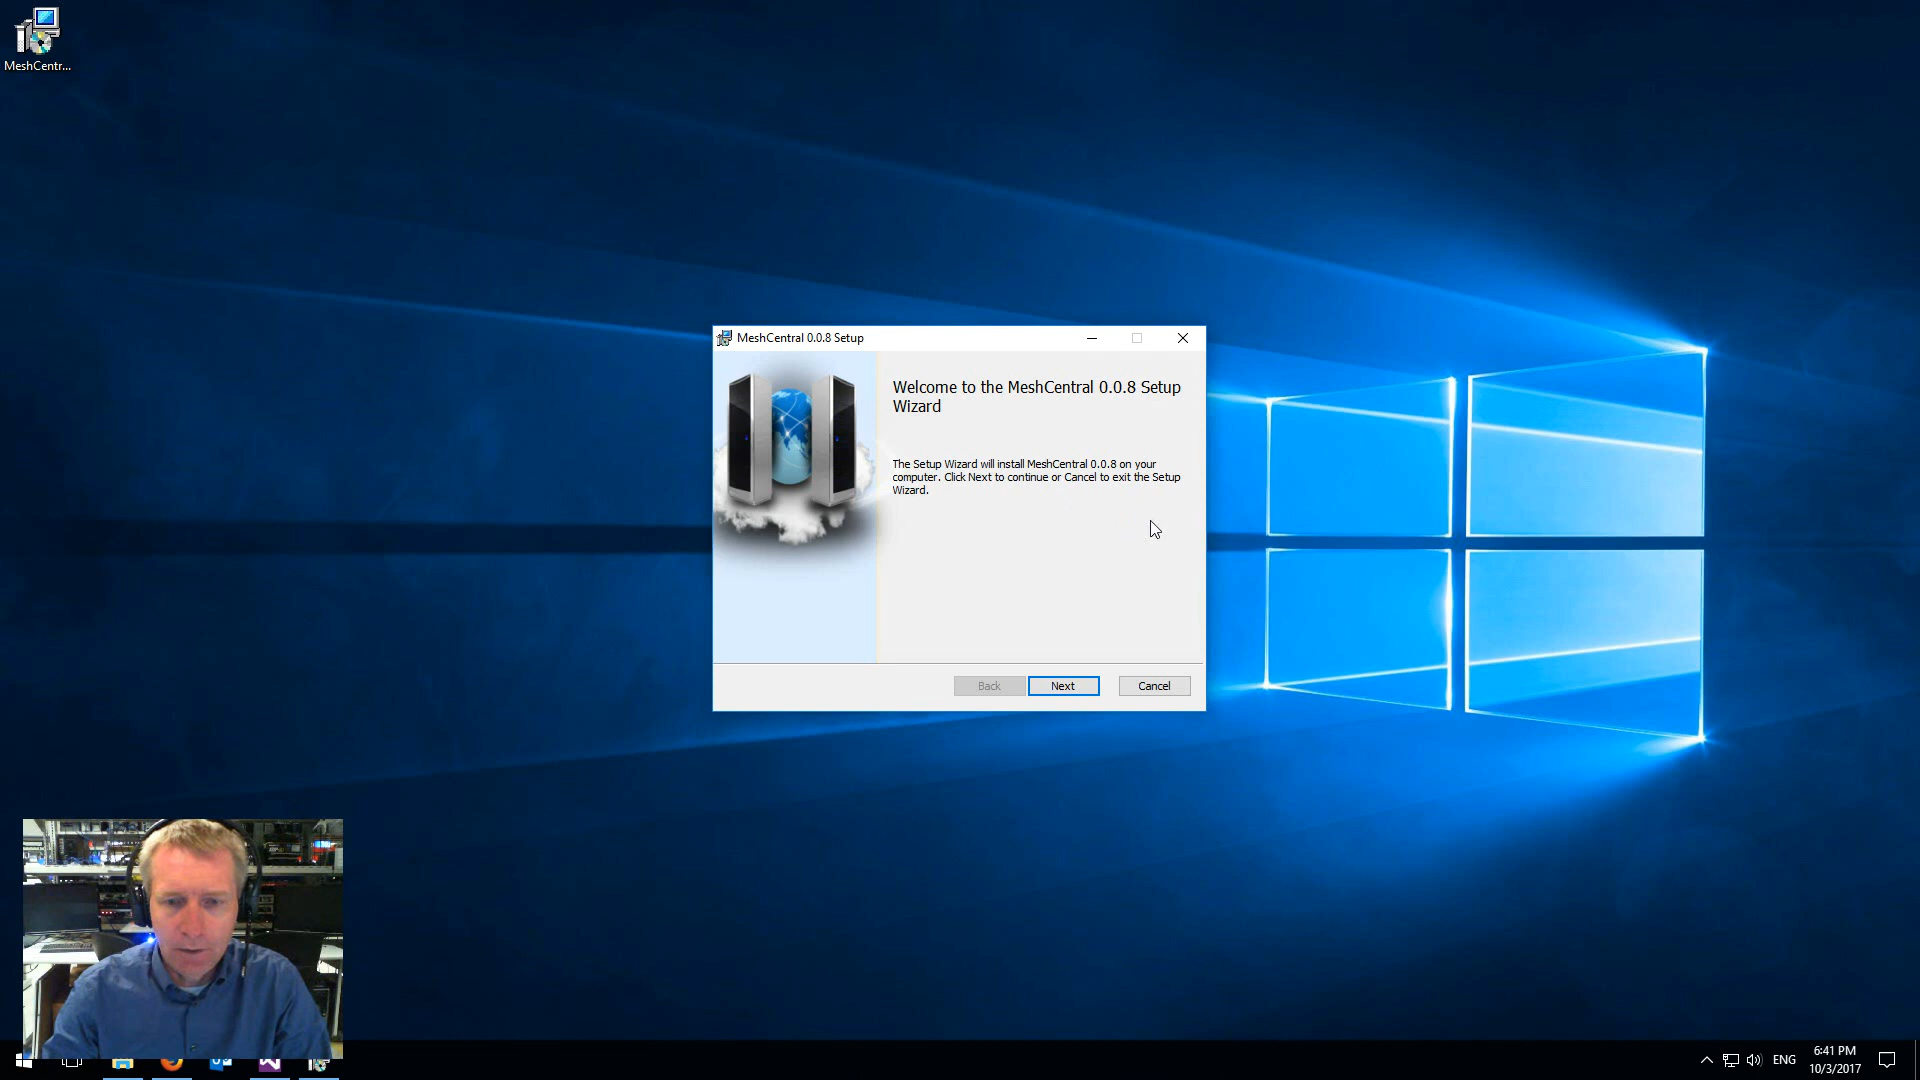 MeshCentr...
MeshCentral 0.0.8 Setup
Welcome to the MeshCentral 0.0.8 Setup
Wizard
The Setup Wizard will install MeshCentral 0.0.8 on your
computer. Click Next to continue or Cancel to exit the Setup
Wizard.
Back
Next
Cancel
ENG
6:41 PM
10/3/2017